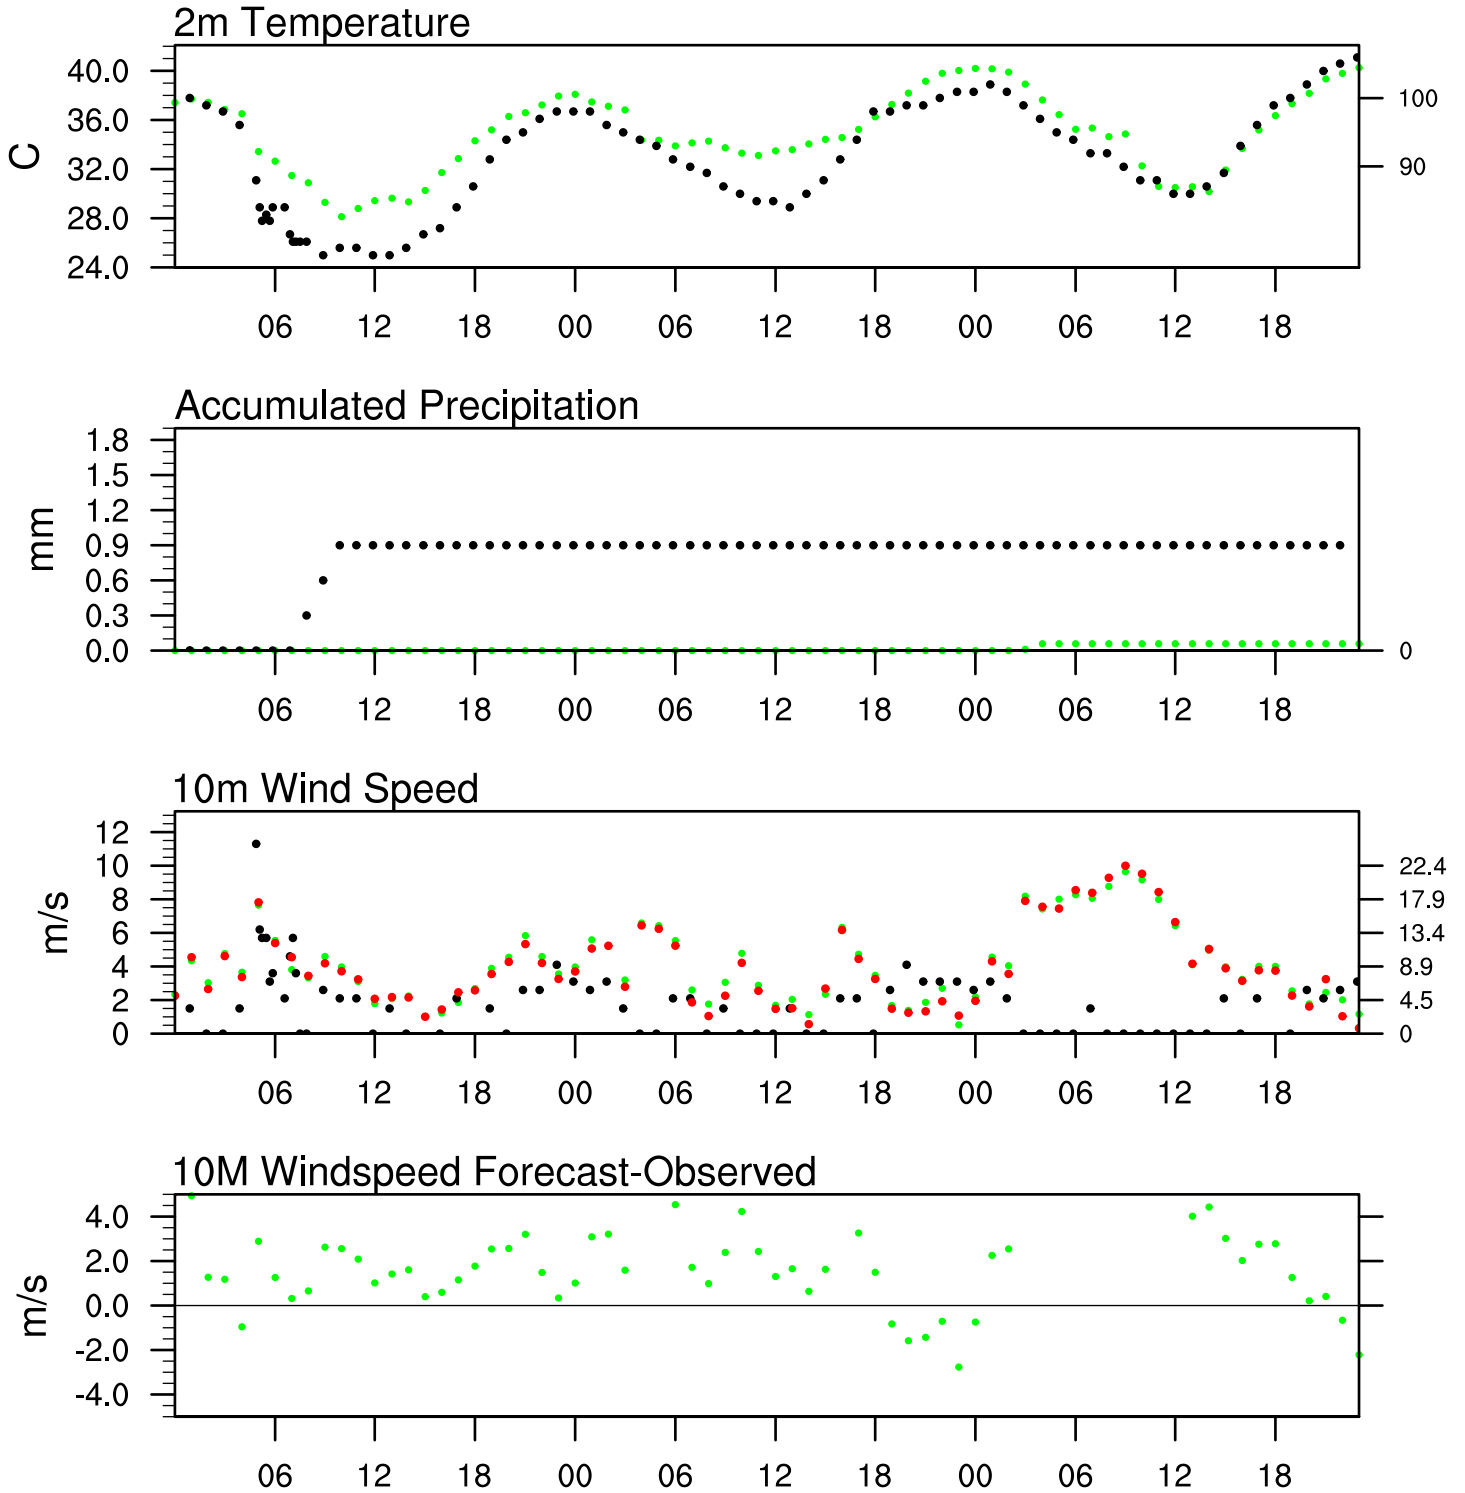 2m Temperature
40.0
36.0
32.0
28.0
24.0
C
100
90
06 12 18 00 06 12 18 00 06 12 18
Accumulated Precipitation
1.8
1.5
1.2
0.9
0.6
0.3
0.0
mm
0
06 12 18 00 06 12 18 00 06 12 18
10m Wind Speed
12
10
8
6
4
2
0
m/s
22.4
17.9
13.4
8.9
4.5
0
06 12 18 00 06 12 18 00 06 12 18
10M Windspeed Forecast-Observed
4.0
2.0
0.0
-2.0
-4.0
m/s
06 12 18 00 06 12 18 00 06 12 18